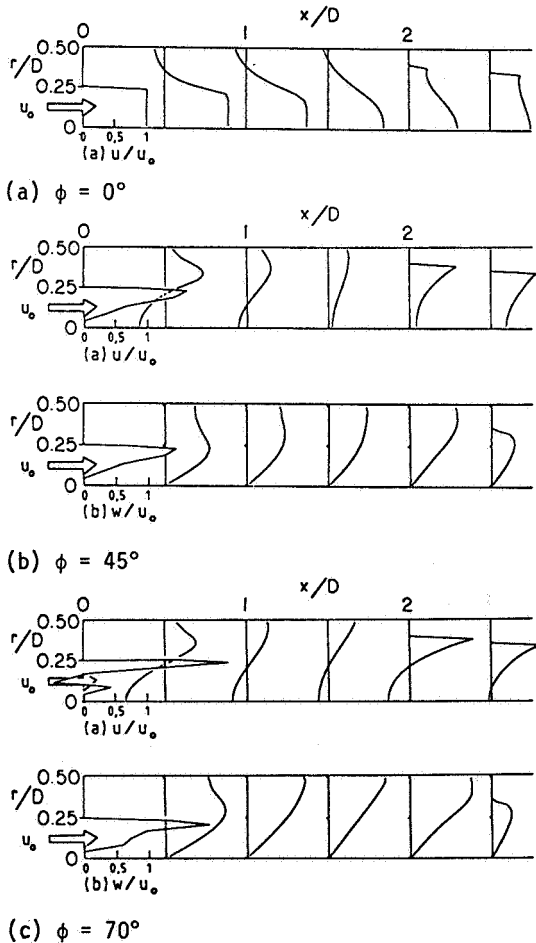 x/D
0 1 2
r/D
0.50
0.25
0
u₀
0 0,5 1
(a) u/u₀
(a) ϕ = 0°
x/D
0 1 2
r/D
0.50
0.25
0
u₀
0 0,5 1
(a) u/u₀
r/D
0.50
0.25
0
u₀
0 0,5 1
(b) w/u₀
(b) ϕ = 45°
x/D
0 1 2
r/D
0.50
0.25
0
u₀
0 0,5 1
(a) u/u₀
r/D
0.50
0.25
0
u₀
0 0,5 1
(b) w/u₀
(c) ϕ = 70°